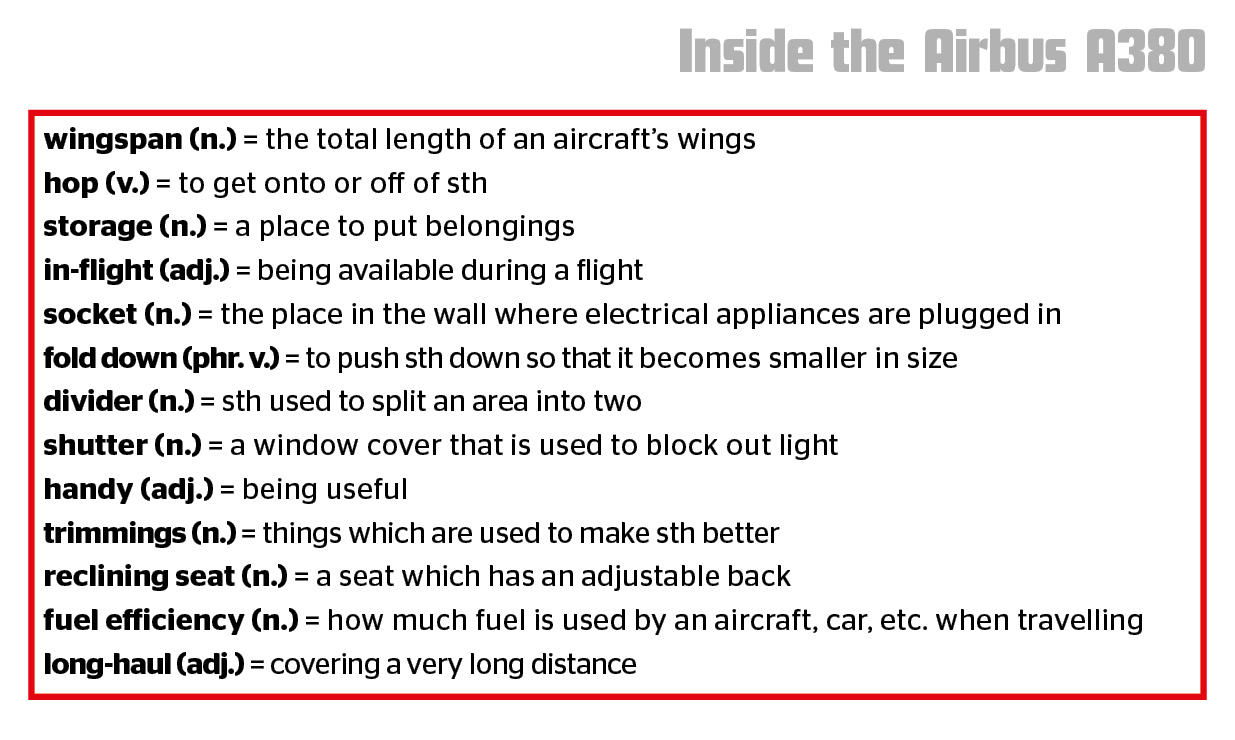 Inside the Airbus A380
wingspan (n.) = the total length of an aircraft’s wings
hop (v.) = to get onto or off of sth
storage (n.) = a place to put belongings
in-flight (adj.) = being available during a flight
socket (n.) = the place in the wall where electrical appliances are plugged in
fold down (phr. v.) = to push sth down so that it becomes smaller in size
divider (n.) = sth used to split an area into two
shutter (n.) = a window cover that is used to block out light
handy (adj.) = being useful
trimmings (n.) = things which are used to make sth better
reclining seat (n.) = a seat which has an adjustable back
fuel efficiency (n.) = how much fuel is used by an aircraft, car, etc. when travelling
long-haul (adj.) = covering a very long distance